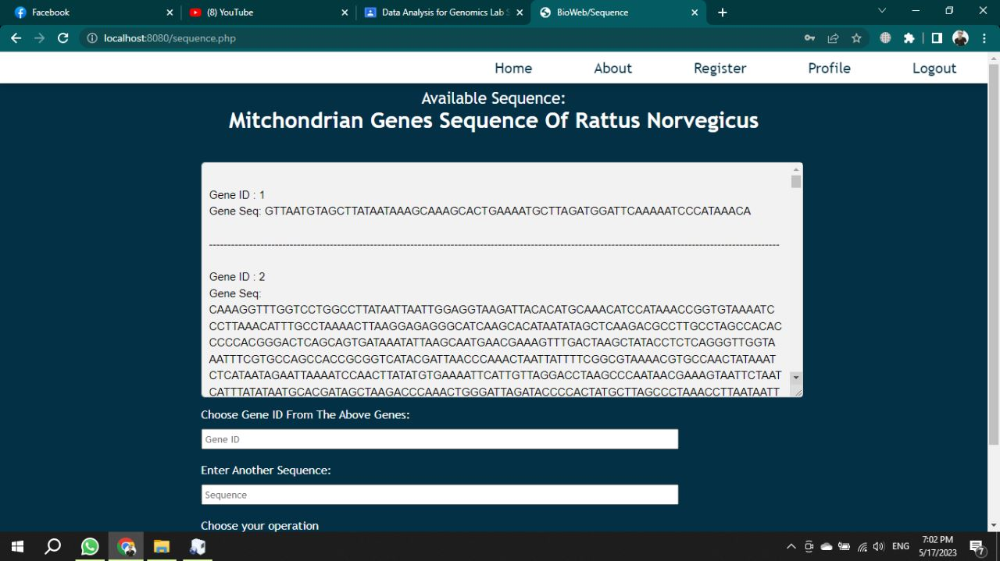 Facebook
(8) YouTube
Data Analysis for Genomics Lab S
BioWeb/Sequence
localhost:8080/sequence.php
Home
About
Register
Profile
Logout
Available Sequence:
Mitchondrian Genes Sequence Of Rattus Norvegicus
Gene ID : 1
Gene Seq: GTTAATGTAGCTTATAATAAAGCAAAGCACTGAAAATGCTTAGATGGATTCAAAAATCCCATAAACA
--------------------------------------------------------------------------------------------------------------------------------------------------------------
Gene ID : 2
Gene Seq:
CAAAGGTTTGGTCCTGGCCTTATAATTAATTGGAGGTAAGATTACACATGCAAACATCCATAAACCGGTGTAAAATC
CCTTAAACATTTGCCTAAAACTTAAGGAGAGGGCATCAAGCACATAATATAGCTCAAGACGCCTTGCCTAGCCACAC
CCCCACGGGACTCAGCAGTGATAAATATTAAGCAATGAACGAAAGTTTGACTAAGCTATACCTCTCAGGGTTGGTA
AATTTCGTGCCAGCCACCGCGGTCATACGATTAACCCAAACTAATTATTTTCGGCGTAAAACGTGCCAACTATAAAT
CTCATAATAGAATTAAAATCCAACTTATATGTGAAAATTCATTGTTAGGACCTAAGCCCAATAACGAAAGTAATTCTAAT
CATTTATATAATGCACGATAGCTAAGACCCAAACTGGGATTAGATACCCCACTATGCTTAGCCCTAAACCTTAATAATT
Choose Gene ID From The Above Genes:
Gene ID
Enter Another Sequence:
Sequence
Choose your operation
ENG
7:02 PM
5/17/2023
7